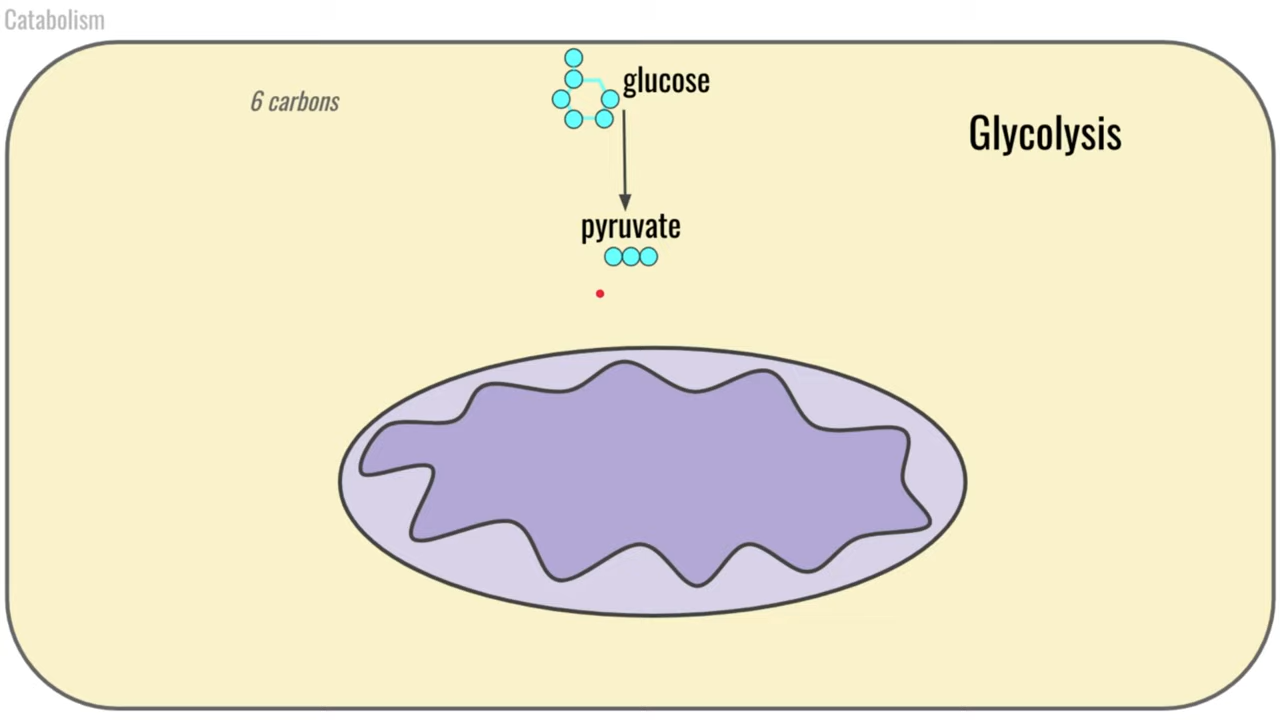 Catabolism
6 carbons
glucose
Glycolysis
pyruvate